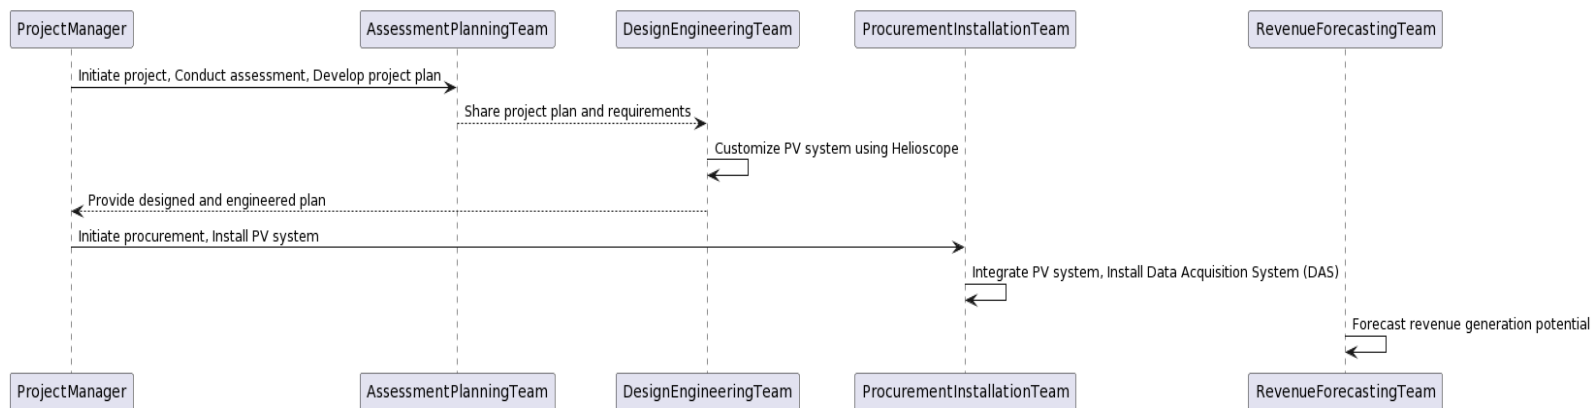 ProjectManager AssessmentPlanningTeam DesignEngineeringTeam ProcurementInstallationTeam RevenueForecastingTeam
Initiate project, Conduct assessment, Develop project plan
Share project plan and requirements
Customize PV system using Helioscope
Provide designed and engineered plan
Initiate procurement, Install PV system
Integrate PV system, Install Data Acquisition System (DAS)
Forecast revenue generation potential
ProjectManager AssessmentPlanningTeam DesignEngineeringTeam ProcurementInstallationTeam RevenueForecastingTeam